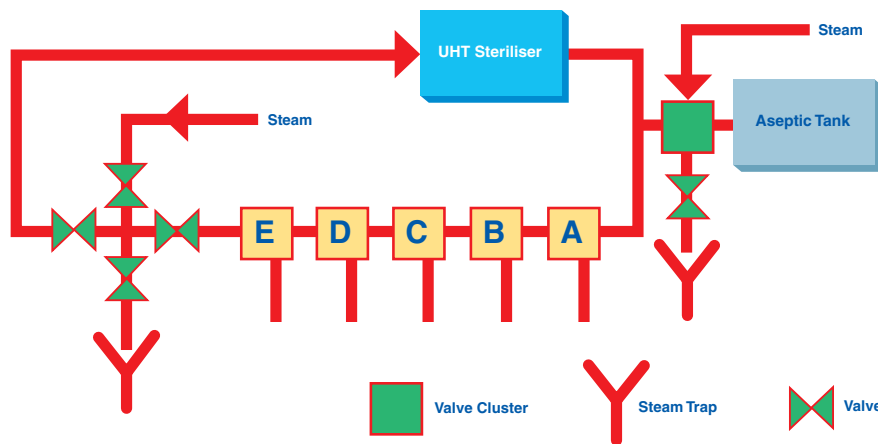 Steam
UHT Steriliser
Aseptic Tank
Steam
E D C B A
Valve Cluster
Steam Trap
Valve